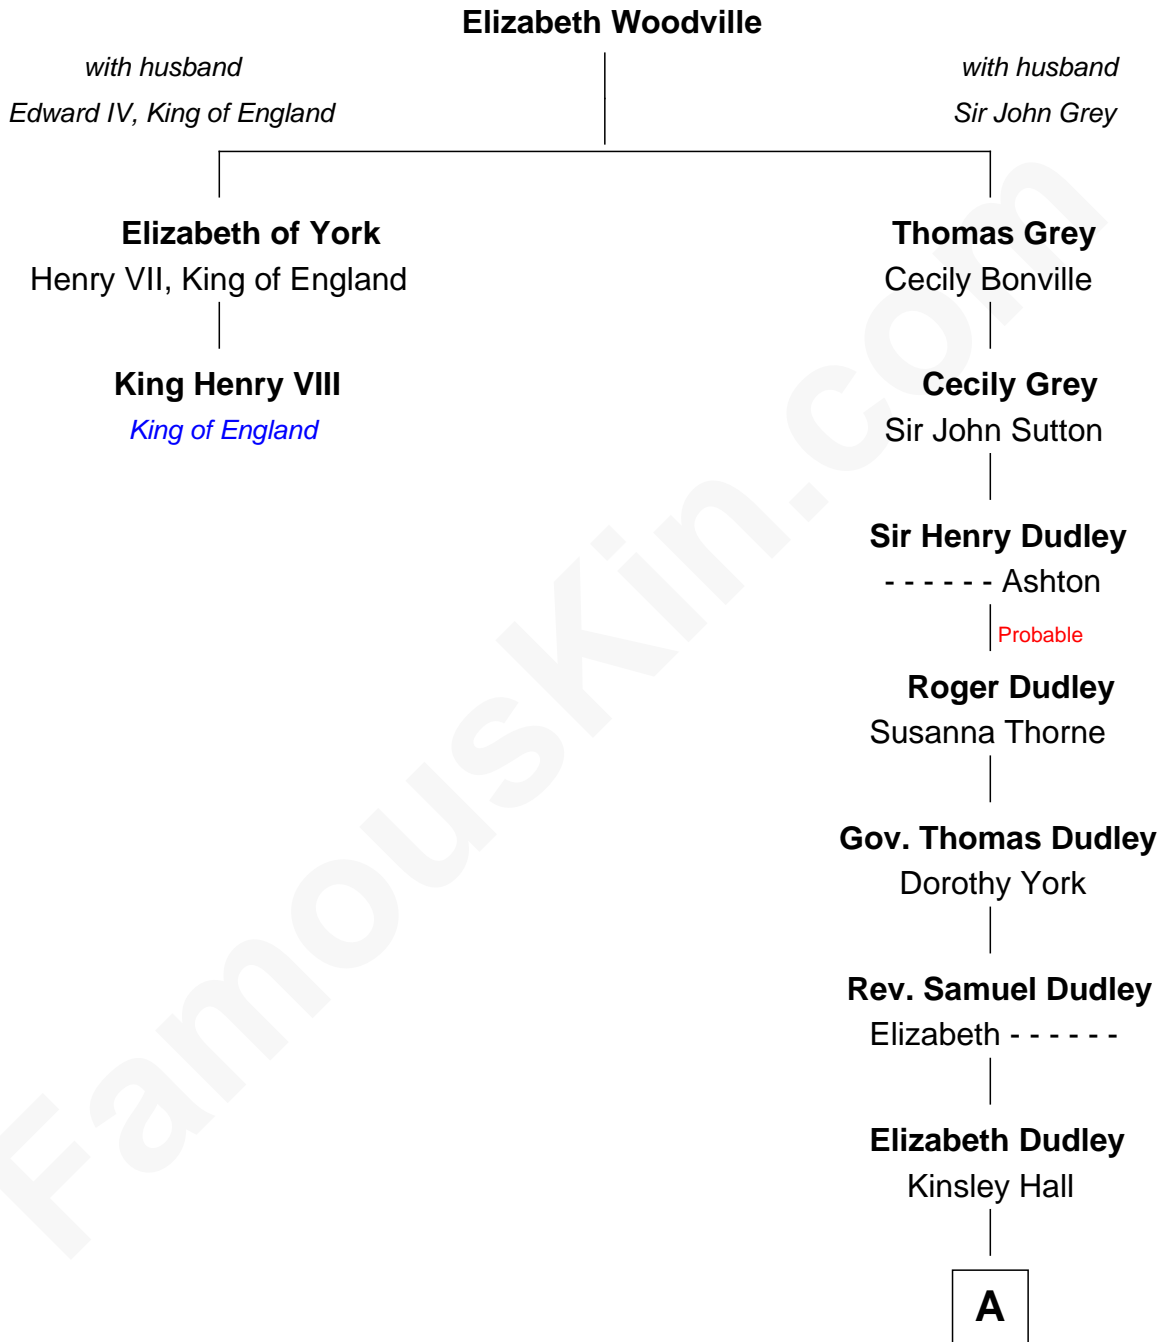 Elizabeth Woodville
with husband
Edward IV, King of England
with husband
Sir John Grey
Elizabeth of York
Henry VII, King of England
King Henry VIII
King of England
Thomas Grey
Cecily Bonville
Cecily Grey
Sir John Sutton
Sir Henry Dudley
- - - - - - Ashton
Probable
Roger Dudley
Susanna Thorne
Gov. Thomas Dudley
Dorothy York
Rev. Samuel Dudley
Elizabeth - - - - - -
Elizabeth Dudley
Kinsley Hall
A
FamousKin.com